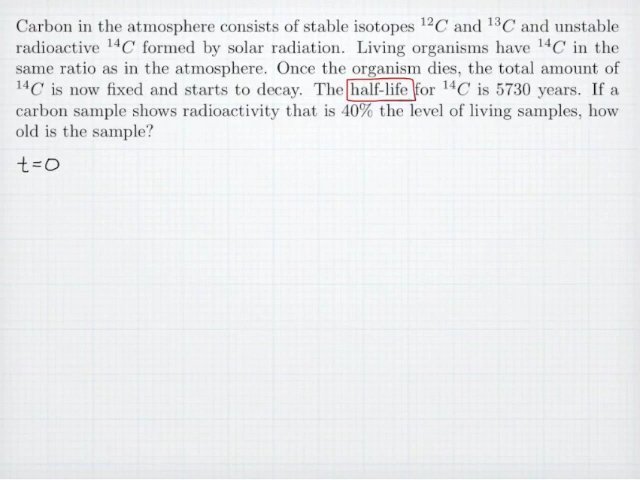 Carbon in the atmosphere consists of stable isotopes ¹²C and ¹³C and unstable
radioactive ¹⁴C formed by solar radiation. Living organisms have ¹⁴C in the
same ratio as in the atmosphere. Once the organism dies, the total amount of
¹⁴C is now fixed and starts to decay. The half-life for ¹⁴C is 5730 years. If a
carbon sample shows radioactivity that is 40% the level of living samples, how
old is the sample?
t=0